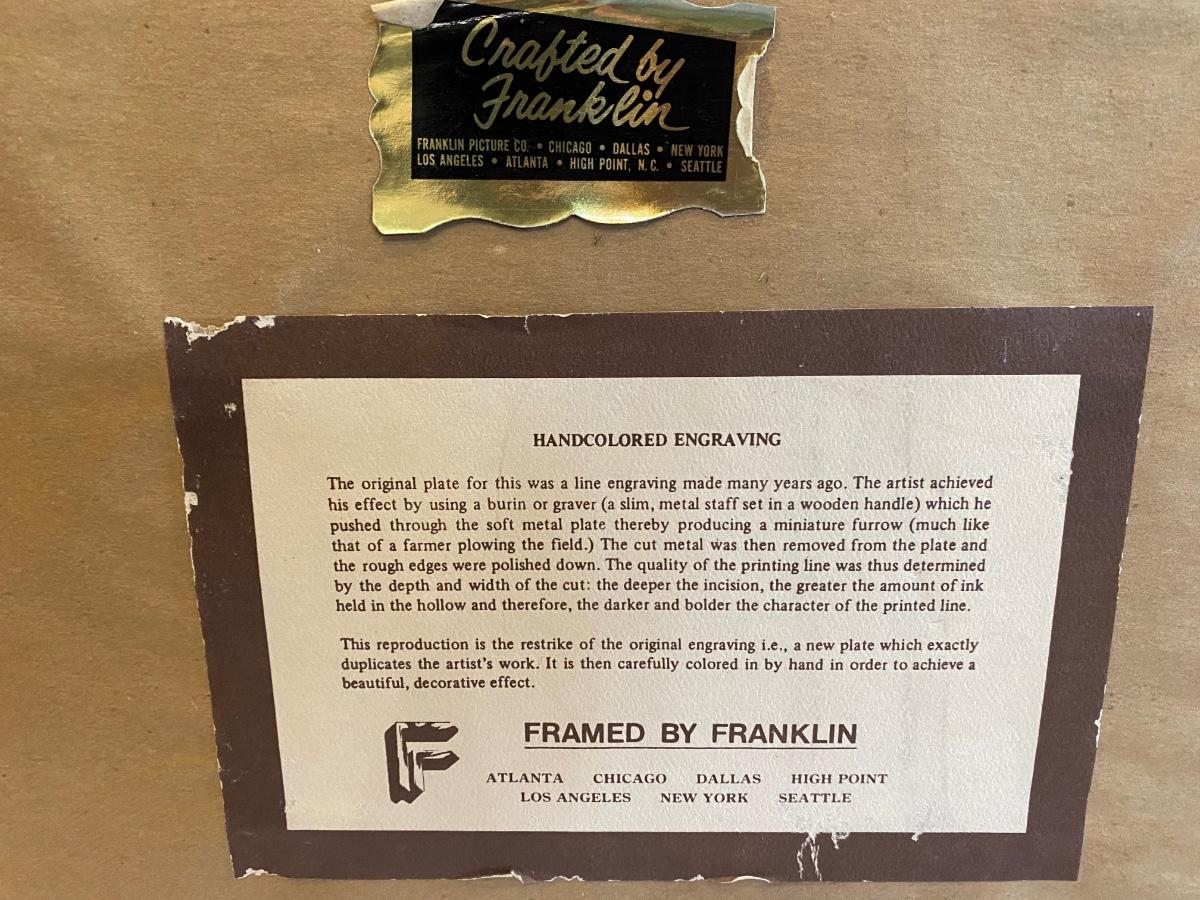 Crafted by
Franklin
FRANKLIN PICTURE CO. • CHICAGO • DALLAS • NEW YORK
LOS ANGELES • ATLANTA • HIGH POINT, N.C. • SEATTLE
HANDCOLORED ENGRAVING
The original plate for this was a line engraving made many years ago. The artist achieved
his effect by using a burin or graver (a slim, metal staff set in a wooden handle) which he
pushed through the soft metal plate thereby producing a miniature furrow (much like
that of a farmer plowing the field.) The cut metal was then removed from the plate and
the rough edges were polished down. The quality of the printing line was thus determined
by the depth and width of the cut: the deeper the incision, the greater the amount of ink
held in the hollow and therefore, the darker and bolder the character of the printed line.
This reproduction is the restrike of the original engraving i.e., a new plate which exactly
duplicates the artist's work. It is then carefully colored in by hand in order to achieve a
beautiful, decorative effect.
F
FRAMED BY FRANKLIN
ATLANTA CHICAGO DALLAS HIGH POINT
LOS ANGELES NEW YORK SEATTLE